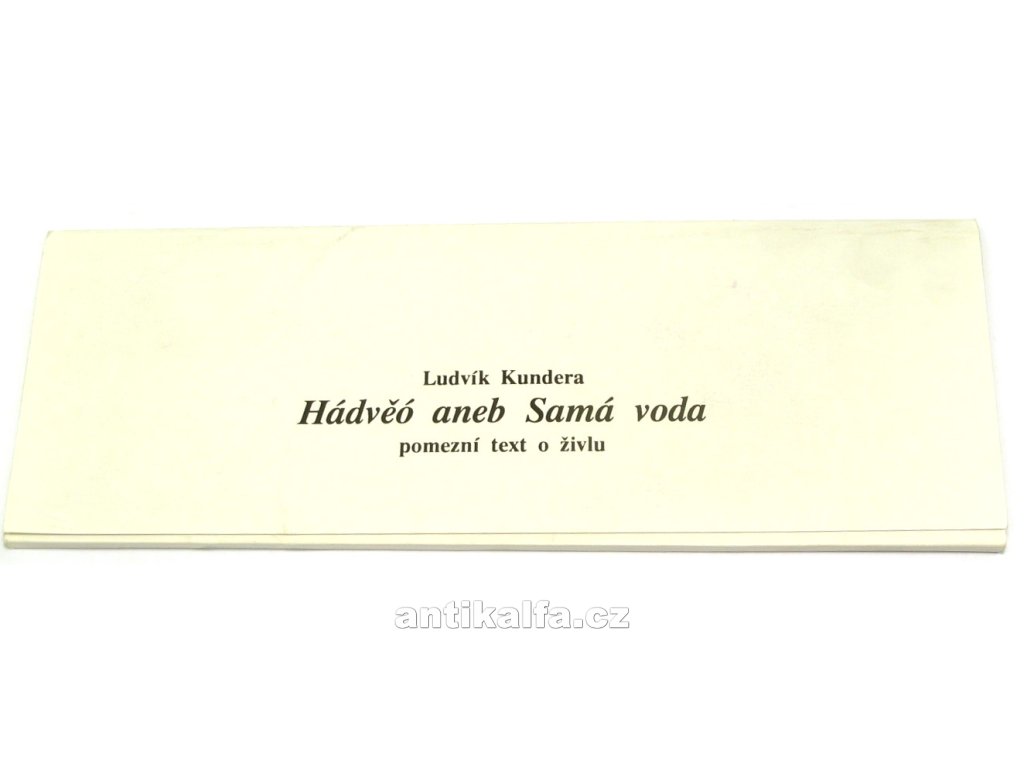 Ludvík Kundera
Hádvěó aneb Samá voda
pomezní text o živlu
antikalfa.cz